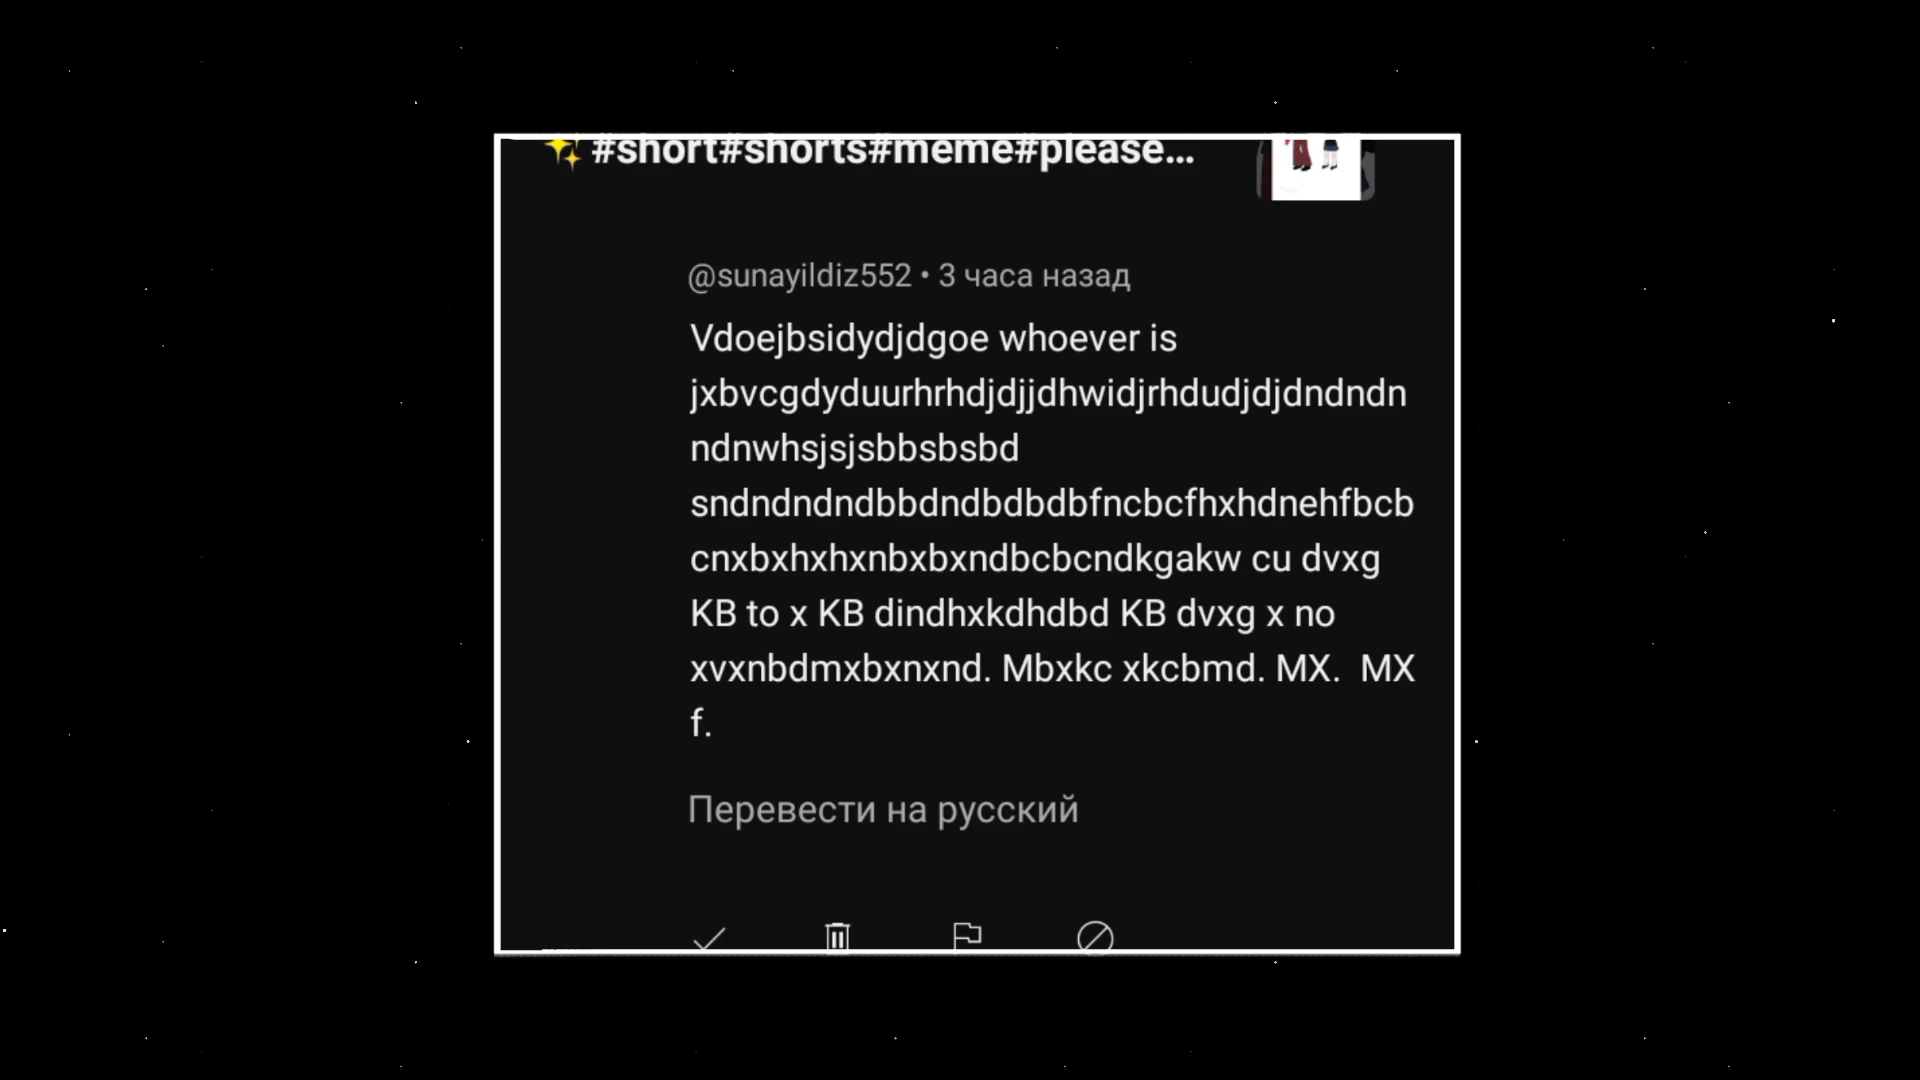 ✨ #short#shorts#meme#please...
@sunayildiz552 • 3 часа назад
Vdoejbsidydjdgoe whoever is
jxbvcgdyduurhrhdjdjjdhwidjrhdudjdjdndndn
ndnwhsjsjsbbsbsbd
sndndndndbbdndbdbdbfncbcfhxhdnehfbcb
cnxbxhxhxnbxbxndbcbcndkgakw cu dvxg
KB to x KB dindhxkdhdbd KB dvxg x no
xvxnbdmxbxnxnd. Mbxkc xkcbmd. MX.  MX
f.
Перевести на русский